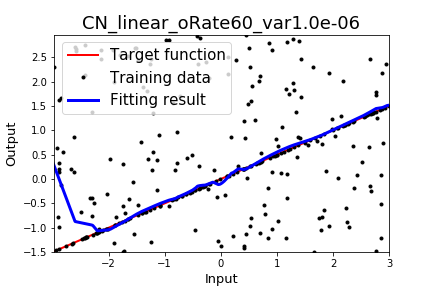 CN_linear_oRate60_var1.0e-06
Target function
Training data
Fitting result
Output
2.5
2.0
1.5
1.0
0.5
0.0
−0.5
−1.0
−1.5
−2
−1
0
1
2
3
Input